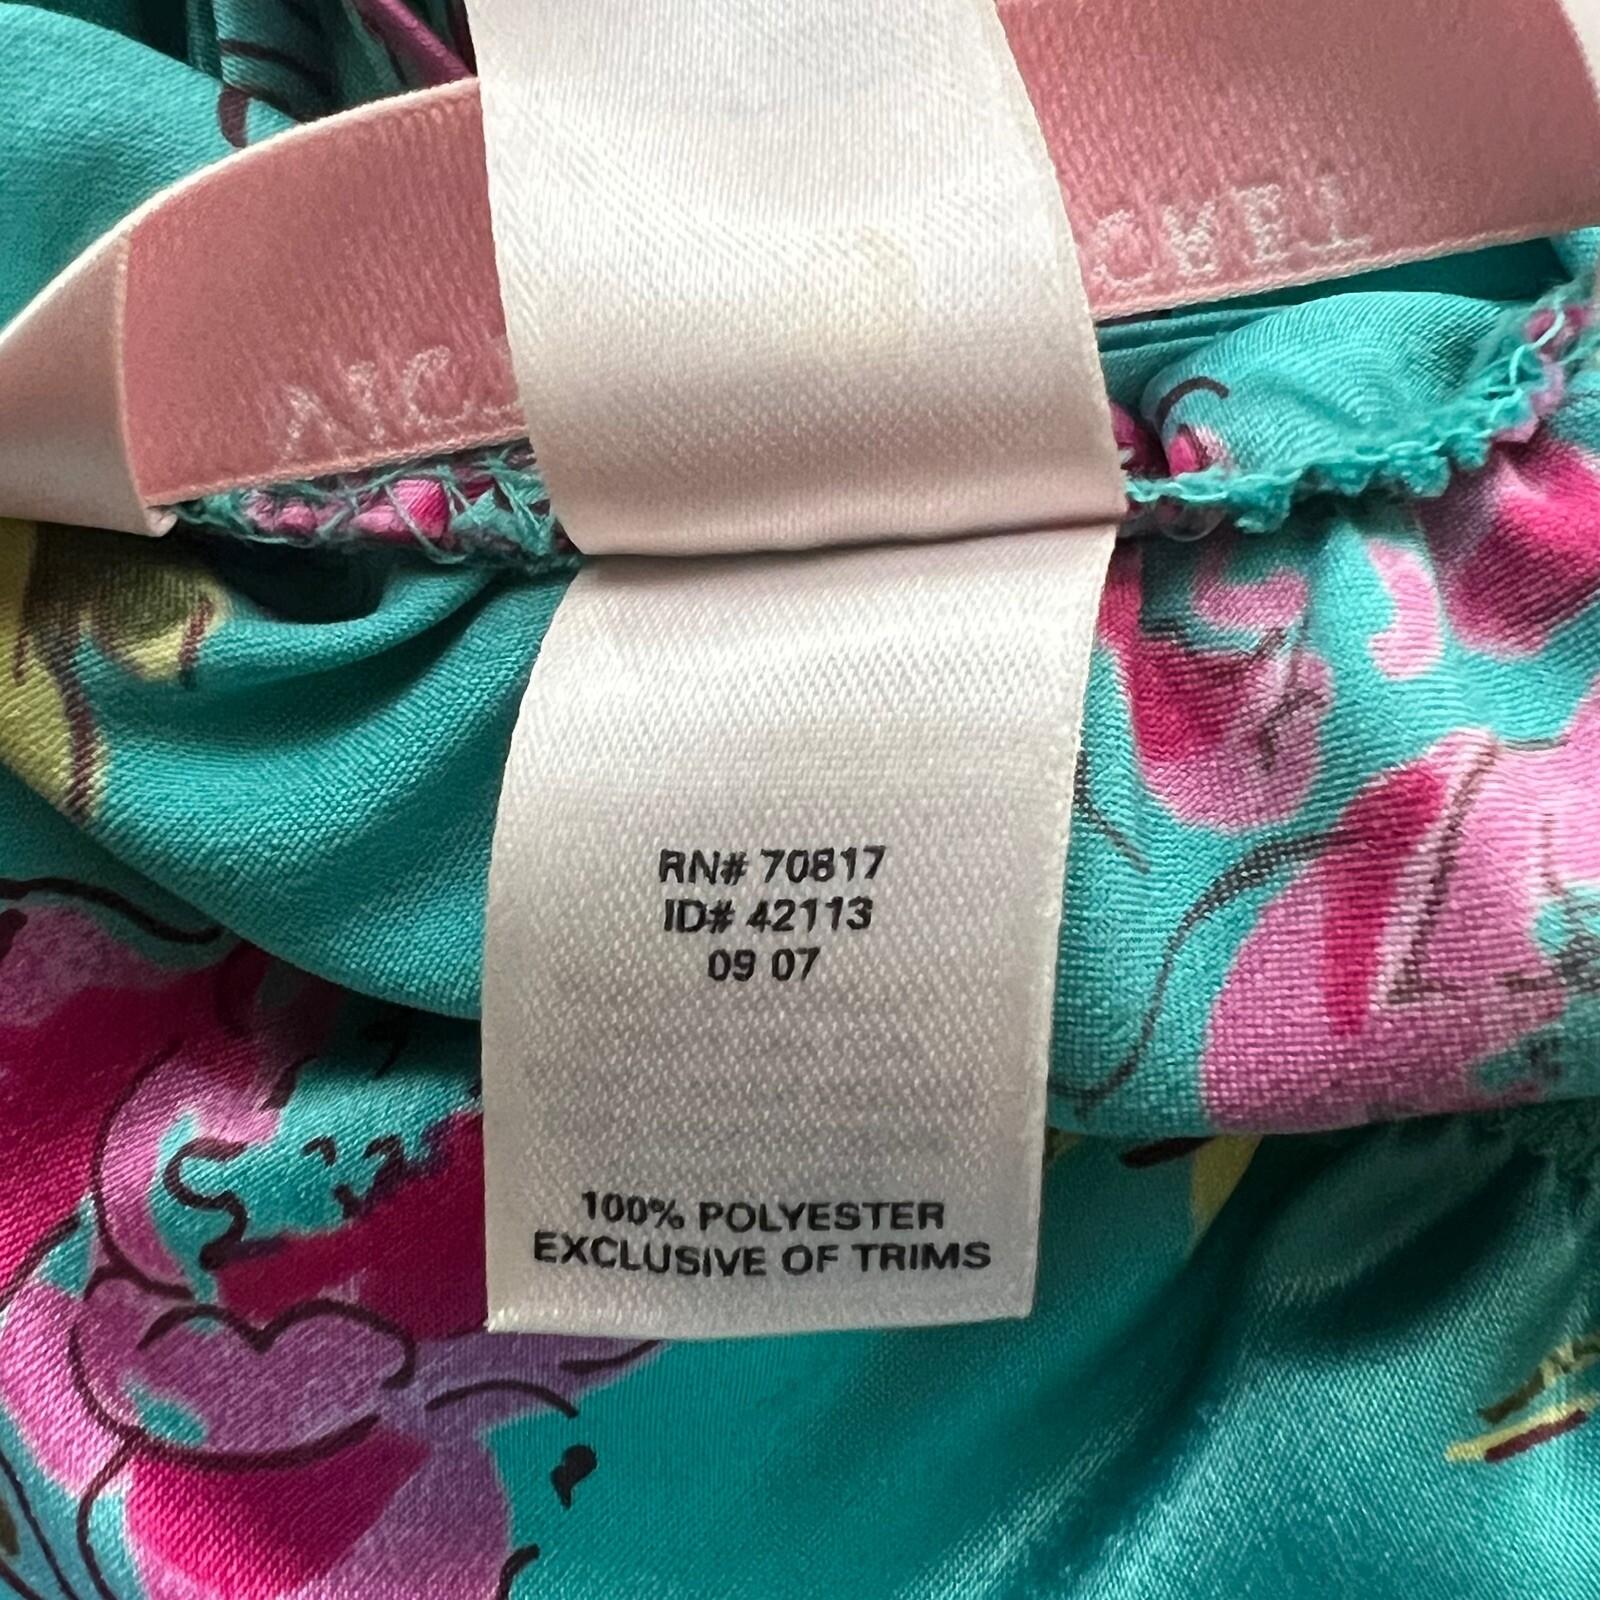 RN# 70817
ID# 42113
09 07
100% POLYESTER
EXCLUSIVE OF TRIMS